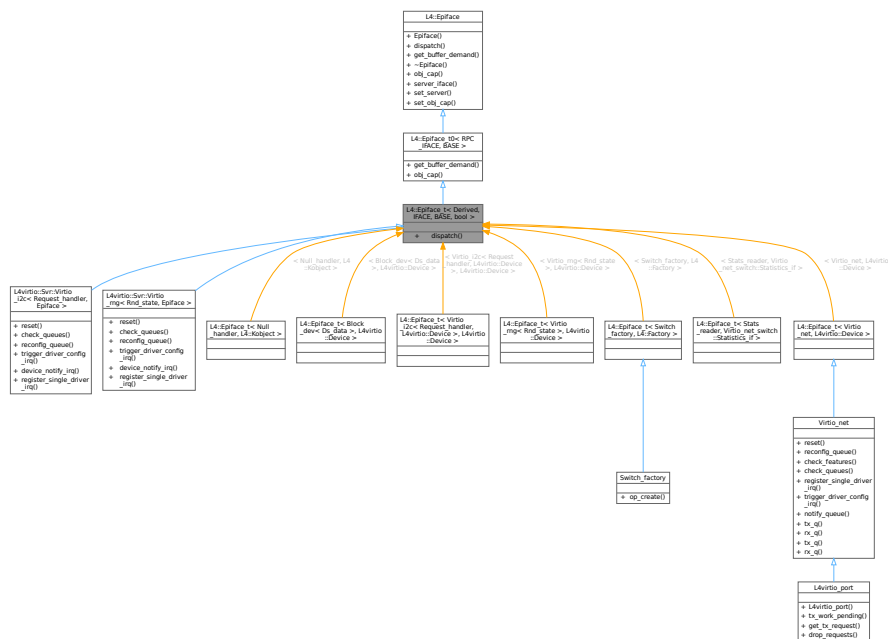 L4::Epiface
+ Epiface()
+ dispatch()
+ get_buffer_demand()
+ ~Epiface()
+ obj_cap()
+ server_iface()
+ set_server()
+ set_obj_cap()
L4::Epiface_t0< RPC
_IFACE, BASE >
+ get_buffer_demand()
+ obj_cap()
L4::Epiface_t< Derived,
IFACE, BASE, bool >
+ dispatch()
< Null_handler, L4
::Kobject >
< Block_dev< Ds_data
>, L4virtio::Device >
< Virtio_i2c< Request
_handler, L4virtio::Device
>, L4virtio::Device >
< Virtio_rng< Rnd_state
>, L4virtio::Device >
< Switch_factory, L4
::Factory >
< Stats_reader, Virtio
_net_switch::Statistics_if >
< Virtio_net, L4virtio
::Device >
L4virtio::Svr::Virtio
_i2c< Request_handler,
Epiface >
+ reset()
+ check_queues()
+ reconfig_queue()
+ trigger_driver_config
_irq()
+ device_notify_irq()
+ register_single_driver
_irq()
L4virtio::Svr::Virtio
_rng< Rnd_state, Epiface >
+ reset()
+ check_queues()
+ reconfig_queue()
+ trigger_driver_config
_irq()
+ device_notify_irq()
+ register_single_driver
_irq()
L4::Epiface_t< Null
_handler, L4::Kobject >
L4::Epiface_t< Block
_dev< Ds_data >, L4virtio
::Device >
L4::Epiface_t< Virtio
_i2c< Request_handler,
L4virtio::Device >, L4virtio
::Device >
L4::Epiface_t< Virtio
_rng< Rnd_state >, L4virtio
::Device >
L4::Epiface_t< Switch
_factory, L4::Factory >
L4::Epiface_t< Stats
_reader, Virtio_net_switch
::Statistics_if >
L4::Epiface_t< Virtio
_net, L4virtio::Device >
Switch_factory
+ op_create()
Virtio_net
+ reset()
+ reconfig_queue()
+ check_features()
+ check_queues()
+ register_single_driver
_irq()
+ trigger_driver_config
_irq()
+ notify_queue()
+ tx_q()
+ rx_q()
+ tx_q()
+ rx_q()
L4virtio_port
+ L4virtio_port()
+ tx_work_pending()
+ get_tx_request()
+ drop_requests()